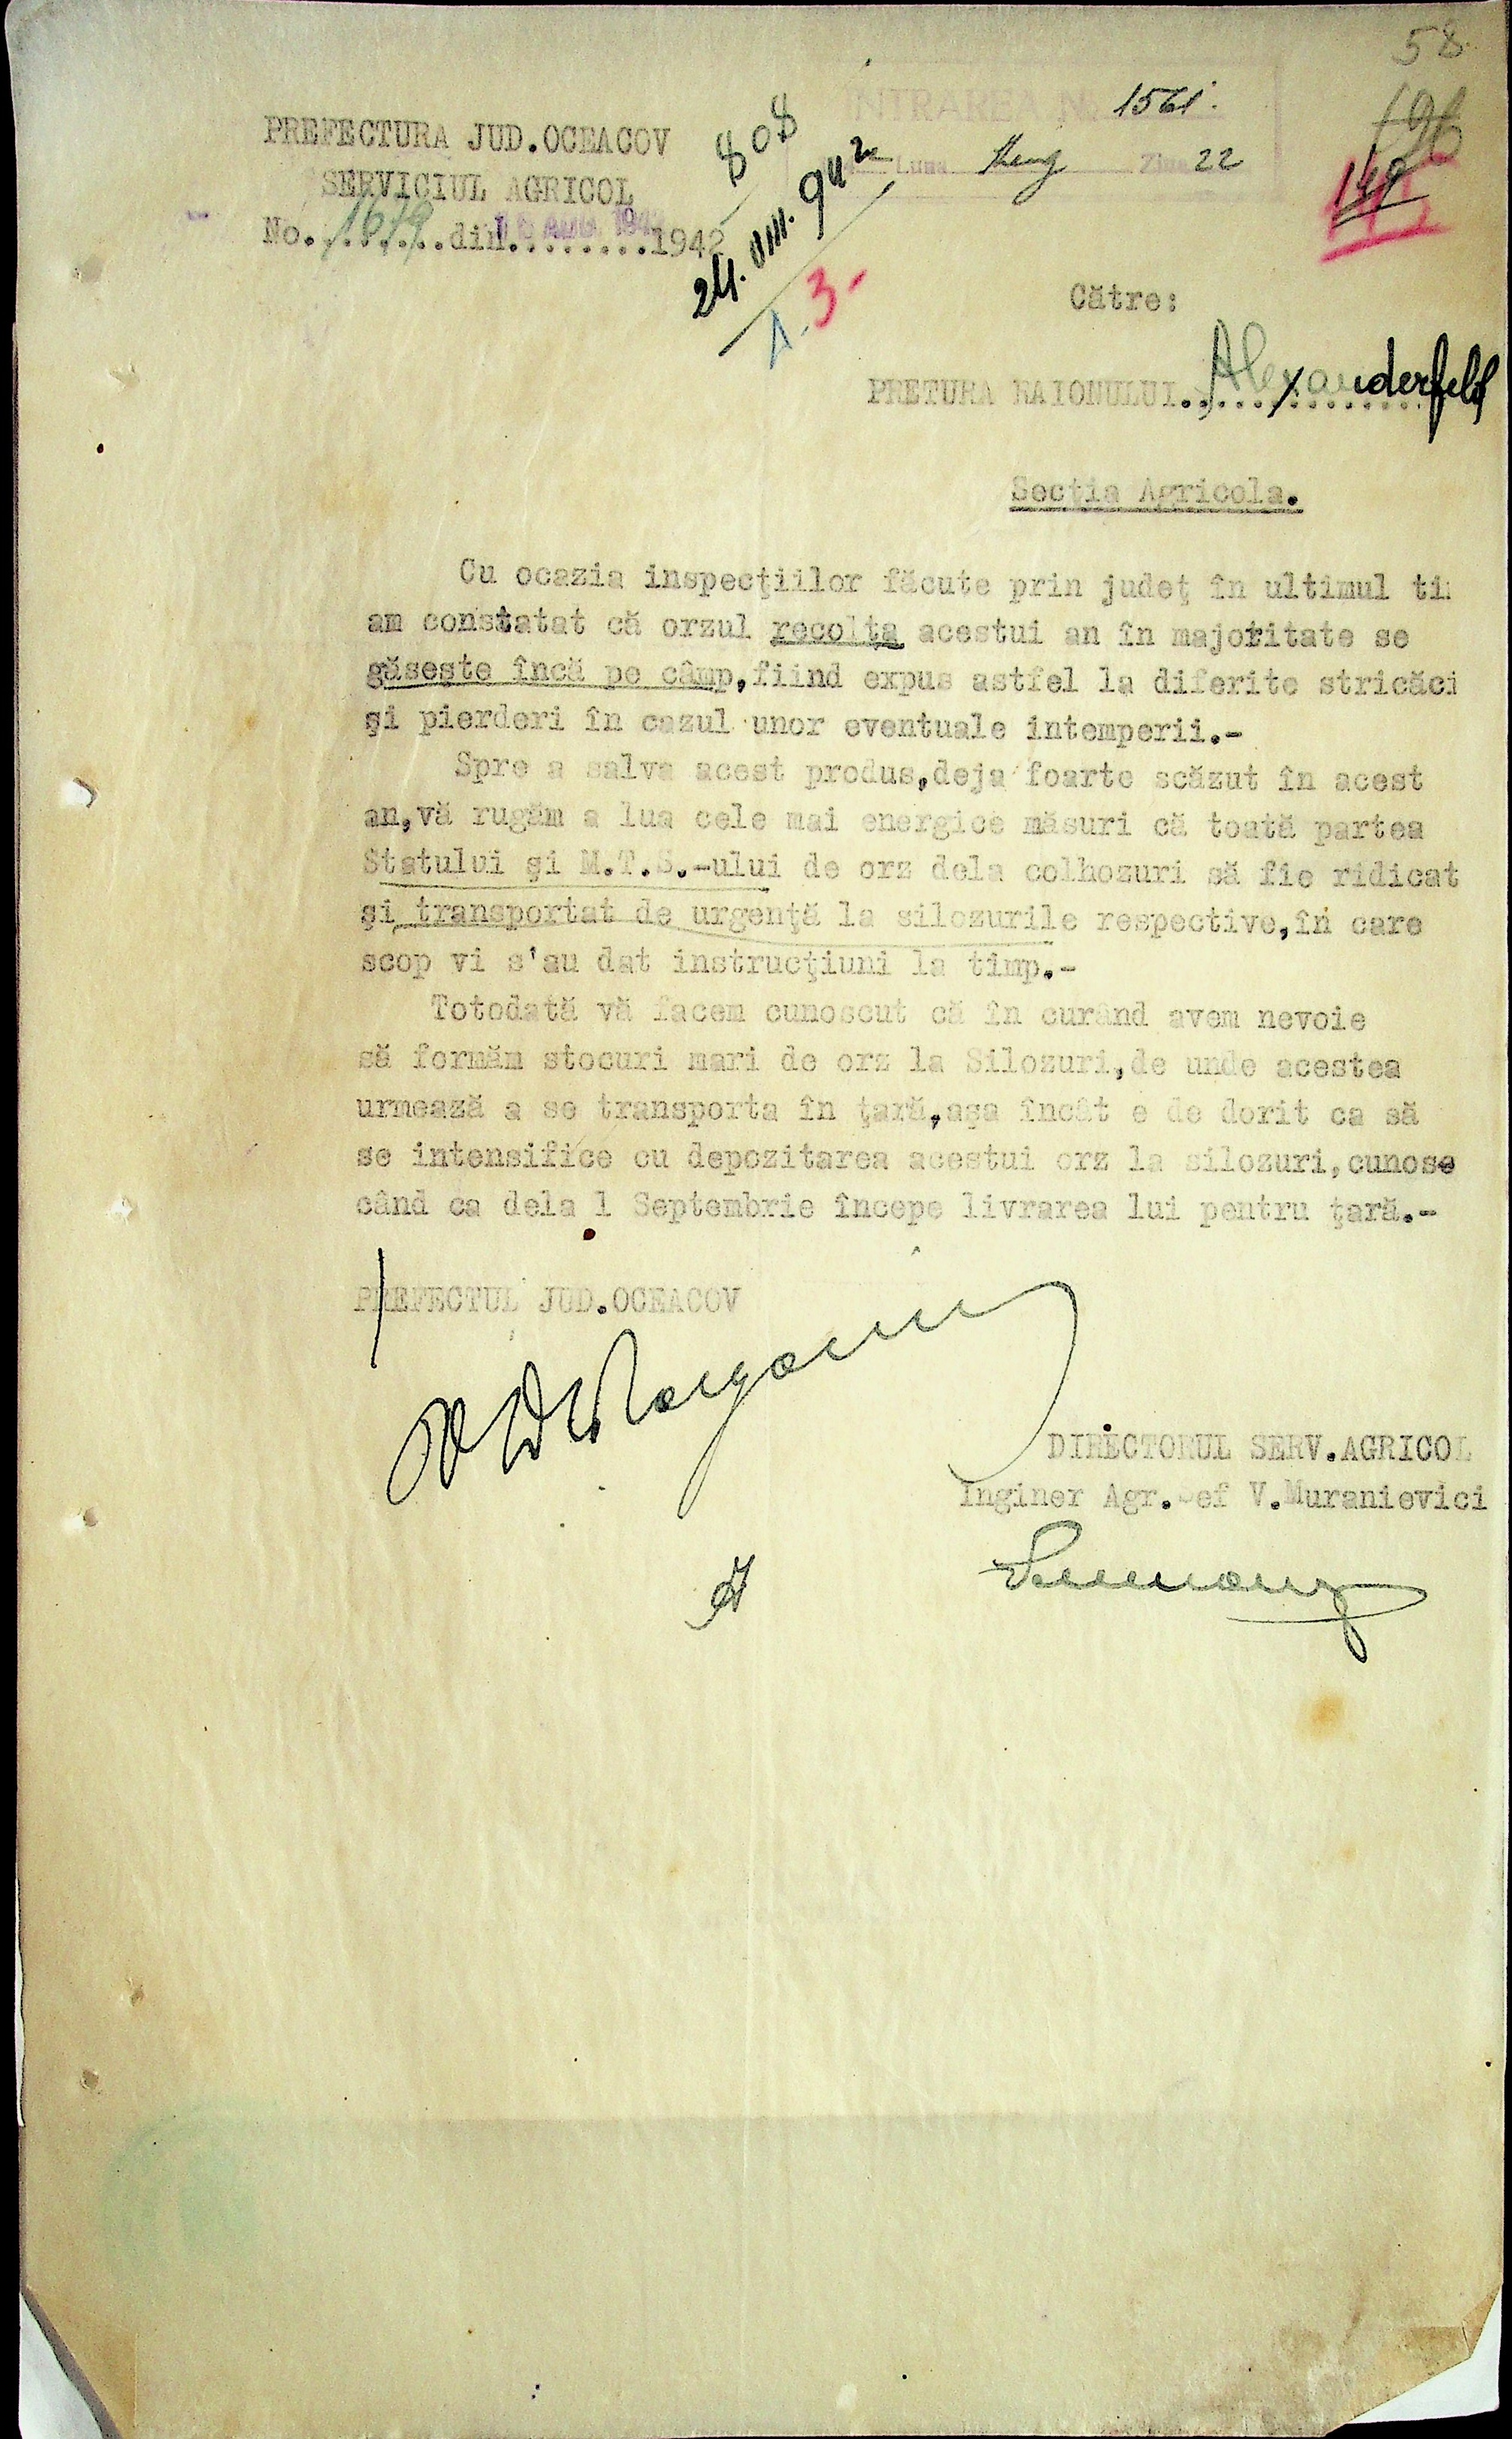 58
INTRARE N. 1561.
Luna Aug Ziua 22
808
PREFECTURA JUD.OCEACOV
SERVICIUL AGRICOL
No. 1679 din 1942
24.VIII.942
A. 3-
149
Către:
PRETURA RAIONULUI Alexanderfeld
Secţia Agricola.
Cu ocazia inspecţiilor făcute prin judeţ în ultimul ti
am constatat că orzul recolta acestui an în majoritate se
găseşte încă pe câmp,fiind expus astfel la diferite stricăci
şi pierderi în cazul unor eventuale intemperii.-
Spre a salva acest produs,deja foarte scăzut în acest
an,vă rugăm a lua cele mai energice măsuri că toată partea
Statului şi M.T.S.-ului de orz dela colhozuri să fie ridicat
şi transportat de urgenţă la silozurile respective,în care
scop vi s'au dat instrucţiuni la timp.-
Totodată vă facem cunoscut că în curând avem nevoie
să formăm stocuri mari de orz la Silozuri,de unde acestea
urmează a se transporta în ţară,aşa încât e de dorit ca să
se intensifice cu depozitarea acestui orz la silozuri,cunos
când ca dela 1 Septembrie începe livrarea lui pentru ţară.-
PREFECTUL JUD.OCEACOV
DIRECTORUL SERV.AGRICOL
Inginer Agr. ef V.Muranievici